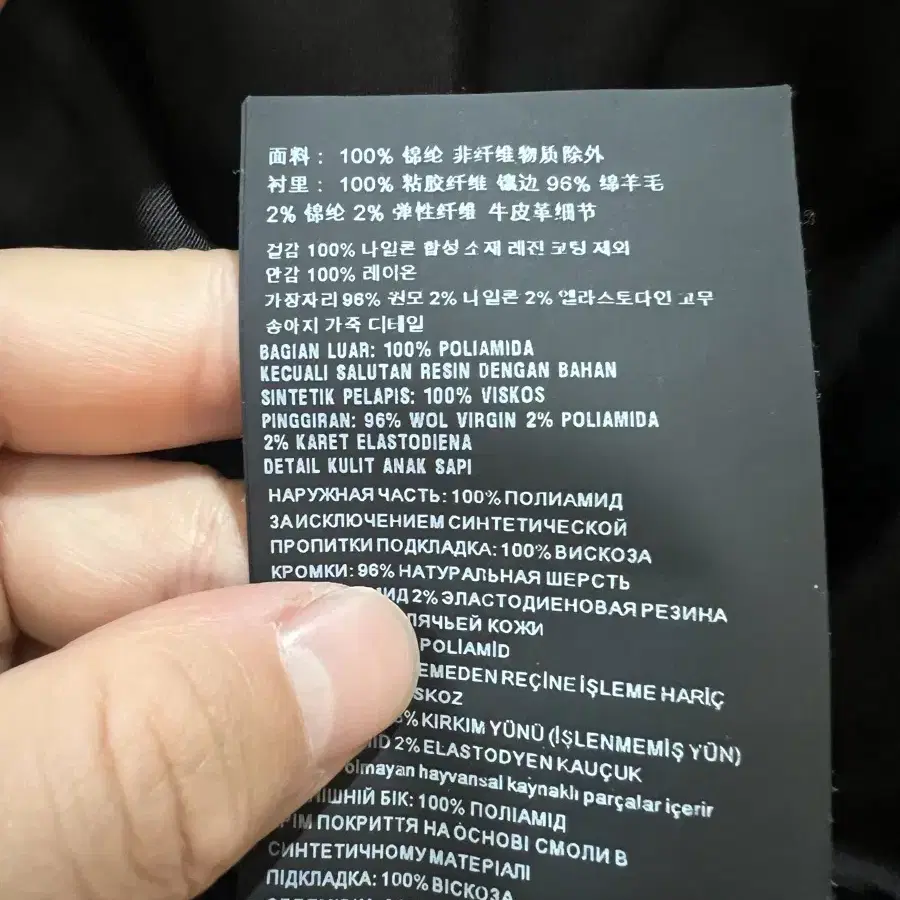 面料： 100% 锦纶 非纤维物质除外
衬里： 100% 粘胶纤维 镶边 96% 绵羊毛
2% 锦纶 2% 弹性纤维 牛皮革细节
겉감 100% 나일론 합성 소재 레진 코팅 제외
안감 100% 레이온
가장자리 96% 원모 2% 나일론 2% 엘라스토다인 고무
송아지 가죽 디테일
BAGIAN LUAR: 100% POLIAMIDA
KECUALI SALUTAN RESIN DENGAN BAHAN
SINTETIK PELAPIS: 100% VISKOS
PINGGIRAN: 96% WOL VIRGIN 2% POLIAMIDA
2% KARET ELASTODIENA
DETAIL KULIT ANAK SAPI
НАРУЖНАЯ ЧАСТЬ: 100% ПОЛИАМИД
ЗА ИСКЛЮЧЕНИЕМ СИНТЕТИЧЕСКОЙ
ПРОПИТКИ ПОДКЛАДКА: 100% ВИСКОЗА
КРОМКИ: 96% НАТУРАЛЬНАЯ ШЕРСТЬ
2% ЭЛАСТОДИЕНОВАЯ РЕЗИНА
КОЖИ
POLİAMİD
REÇİNE İŞLEME HARİÇ
KIRKIM YÜNÜ (İŞLENMEMİŞ YÜN)
2% ELASTODYEN KAUÇUK
olmayan hayvansal kaynaklı parçalar içerir
БІК: 100% ПОЛІАМІД
ПОКРИТТЯ НА ОСНОВІ СМОЛИ В
СИНТЕТИЧНОМУ МАТЕРІАЛІ
ПІДКЛАДКА: 100% ВІСКОЗА